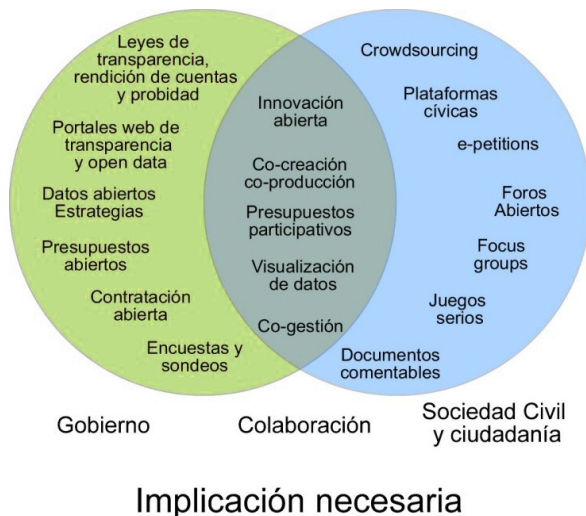 Leyes de
transparencia,
rendición de cuentas
y probidad
Portales web de
transparencia
y open data
Datos abiertos
Estrategias
Presupuestos
abiertos
Contratación
abierta
Encuestas y
sondeos
Innovación
abierta
Co-creación
co-producción
Presupuestos
participativos
Visualización
de datos
Co-gestión
Crowdsourcing
Plataformas
cívicas
e-petitions
Foros
Abiertos
Focus
groups
Juegos
serios
Documentos
comentables
Gobierno
Colaboración
Sociedad Civil
y ciudadanía
Implicación necesaria